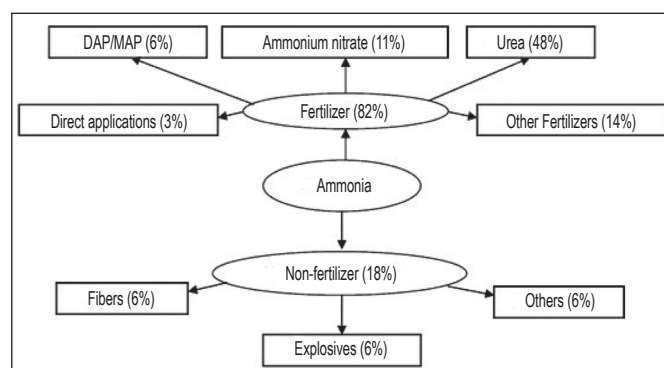 DAP/MAP (6%)
Ammonium nitrate (11%)
Urea (48%)
Direct applications (3%)
Fertilizer (82%)
Other Fertilizers (14%)
Ammonia
Non-fertilizer (18%)
Fibers (6%)
Others (6%)
Explosives (6%)